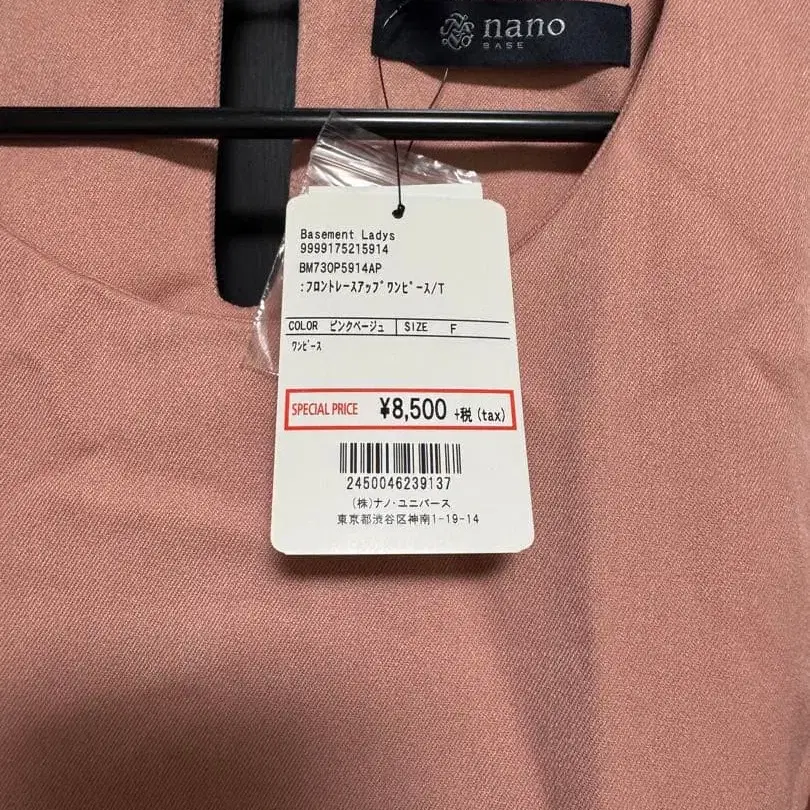 nano
BASE
Basement Ladys
9999175215914
BM730P5914AP
:フロントレースアップワンピース/T
COLOR ピンクベージュ SIZE F
ワンピース
SPECIAL PRICE ¥8,500 +税(tax)
2450046239137
(株)ナノ・ユニバース
東京都渋谷区神南1-19-14